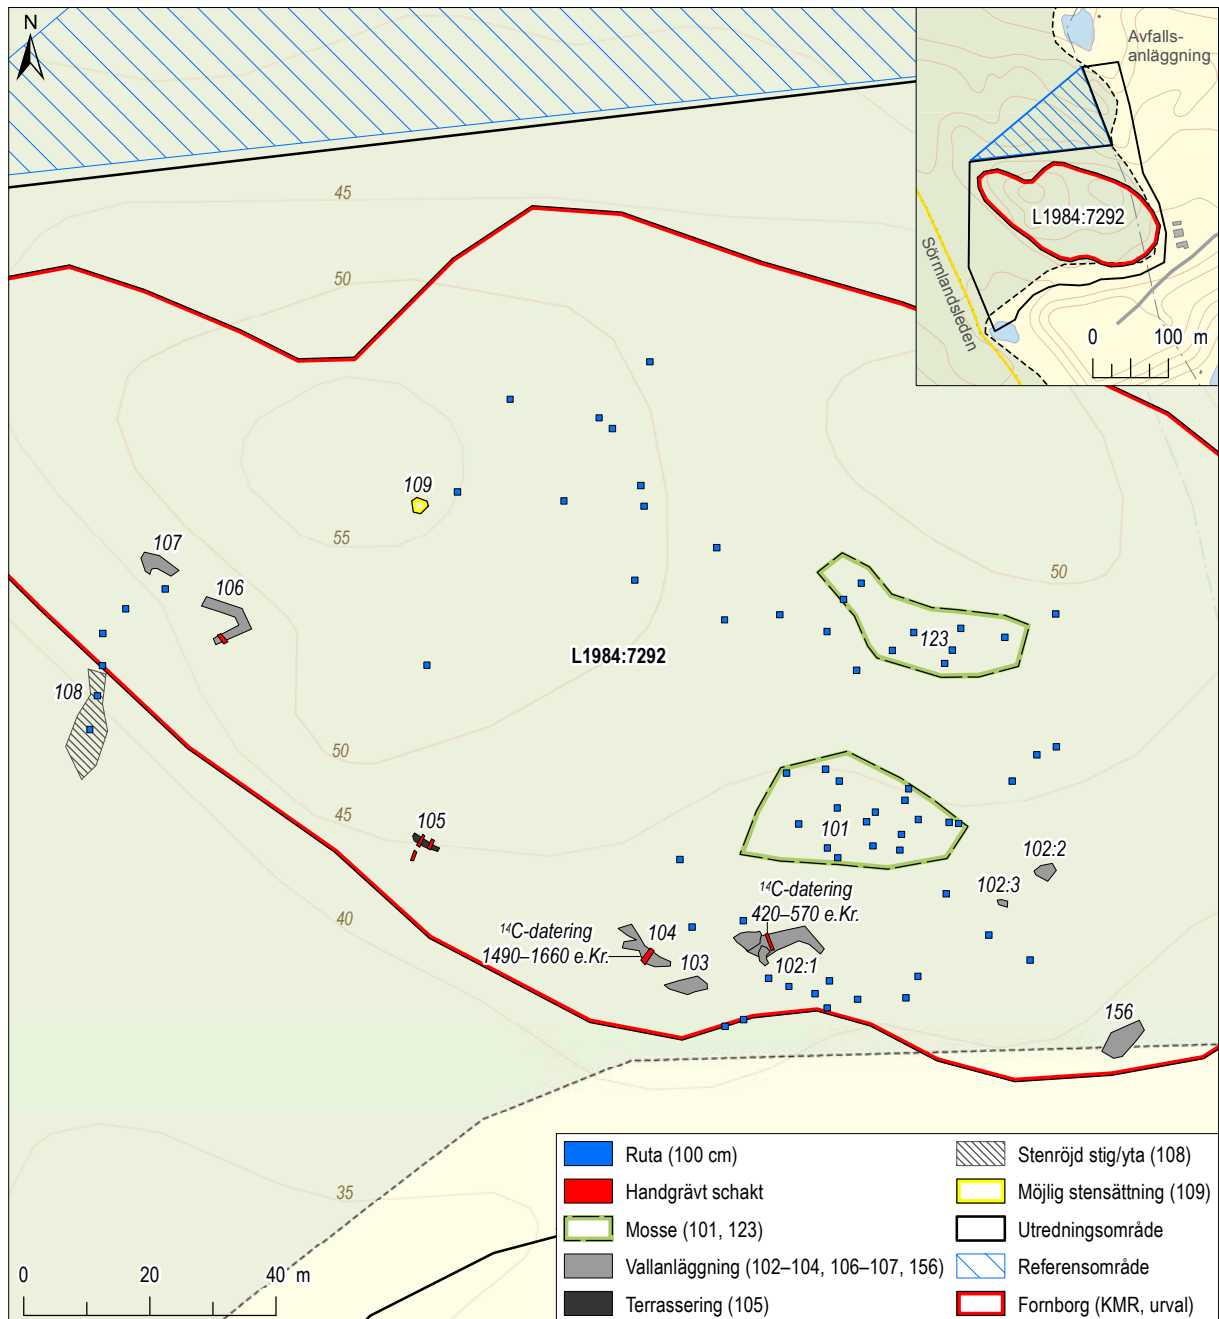 N
Avfalls-
anläggning
L1984:7292
Sörmlandsleden
0 100 m
45
50
109
55
107
106
50
123
L1984:7292
108
50
45
105
101
102:2
102:3
14C-datering
420–570 e.Kr.
40
14C-datering
1490–1660 e.Kr.
104
103
102:1
156
35
0 20 40 m
Ruta (100 cm)
Handgrävt schakt
Mosse (101, 123)
Vallanläggning (102–104, 106–107, 156)
Terrassering (105)
Stenröjd stig/yta (108)
Möjlig stensättning (109)
Utredningsområde
Referensområde
Fornborg (KMR, urval)